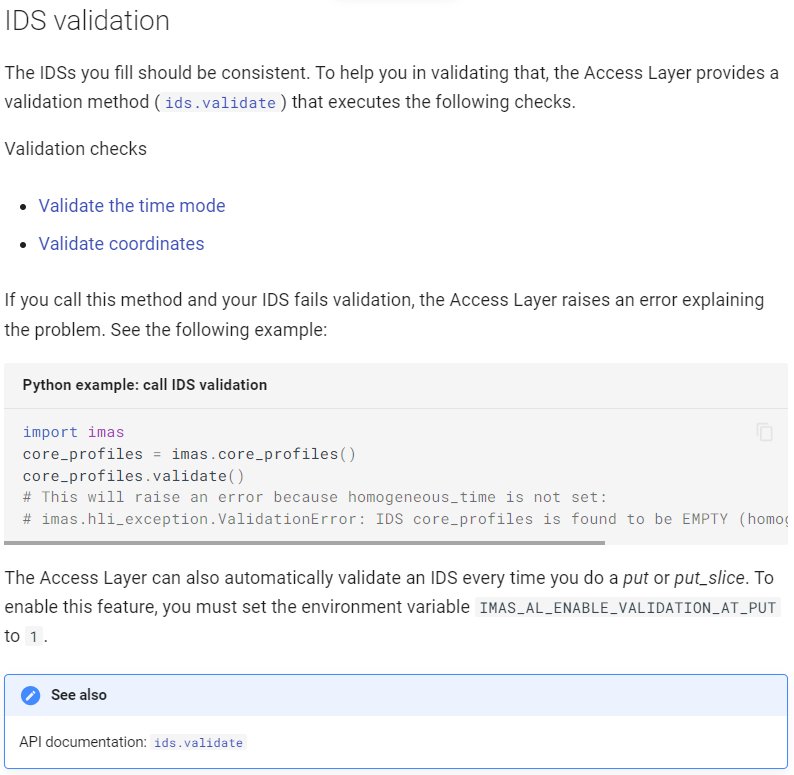 IDS validation
The IDSs you fill should be consistent. To help you in validating that, the Access Layer provides a
validation method ( ids.validate ) that executes the following checks.
Validation checks
• Validate the time mode
• Validate coordinates
If you call this method and your IDS fails validation, the Access Layer raises an error explaining
the problem. See the following example:
Python example: call IDS validation
import imas
core_profiles = imas.core_profiles()
core_profiles.validate()
# This will raise an error because homogeneous_time is not set:
# imas.hli_exception.ValidationError: IDS core_profiles is found to be EMPTY (homog
The Access Layer can also automatically validate an IDS every time you do a put or put_slice. To
enable this feature, you must set the environment variable IMAS_AL_ENABLE_VALIDATION_AT_PUT
to 1 .
See also
API documentation: ids.validate